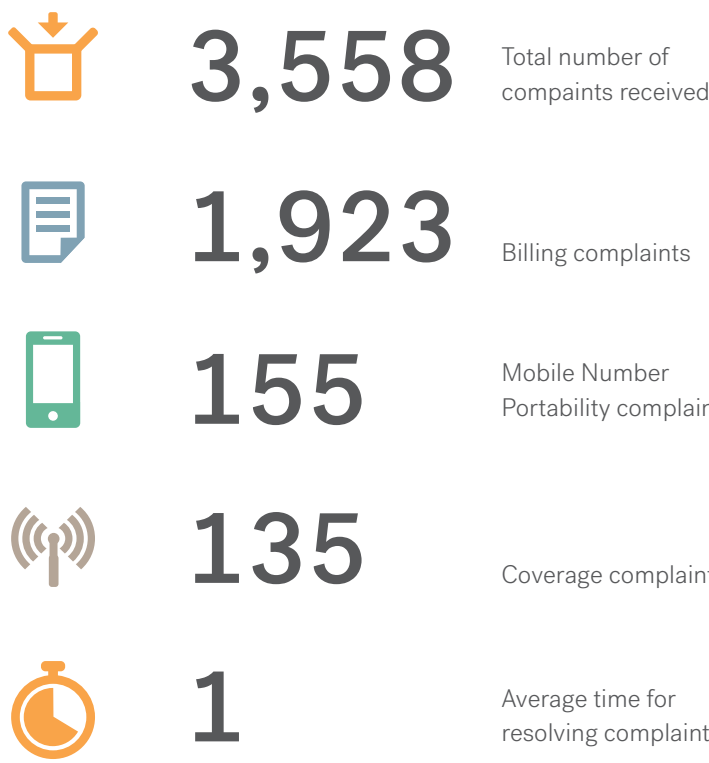 3,558
Total number of
compaints received
1,923
Billing complaints
155
Mobile Number
Portability complain
135
Coverage complaint
1
Average time for
resolving complaint